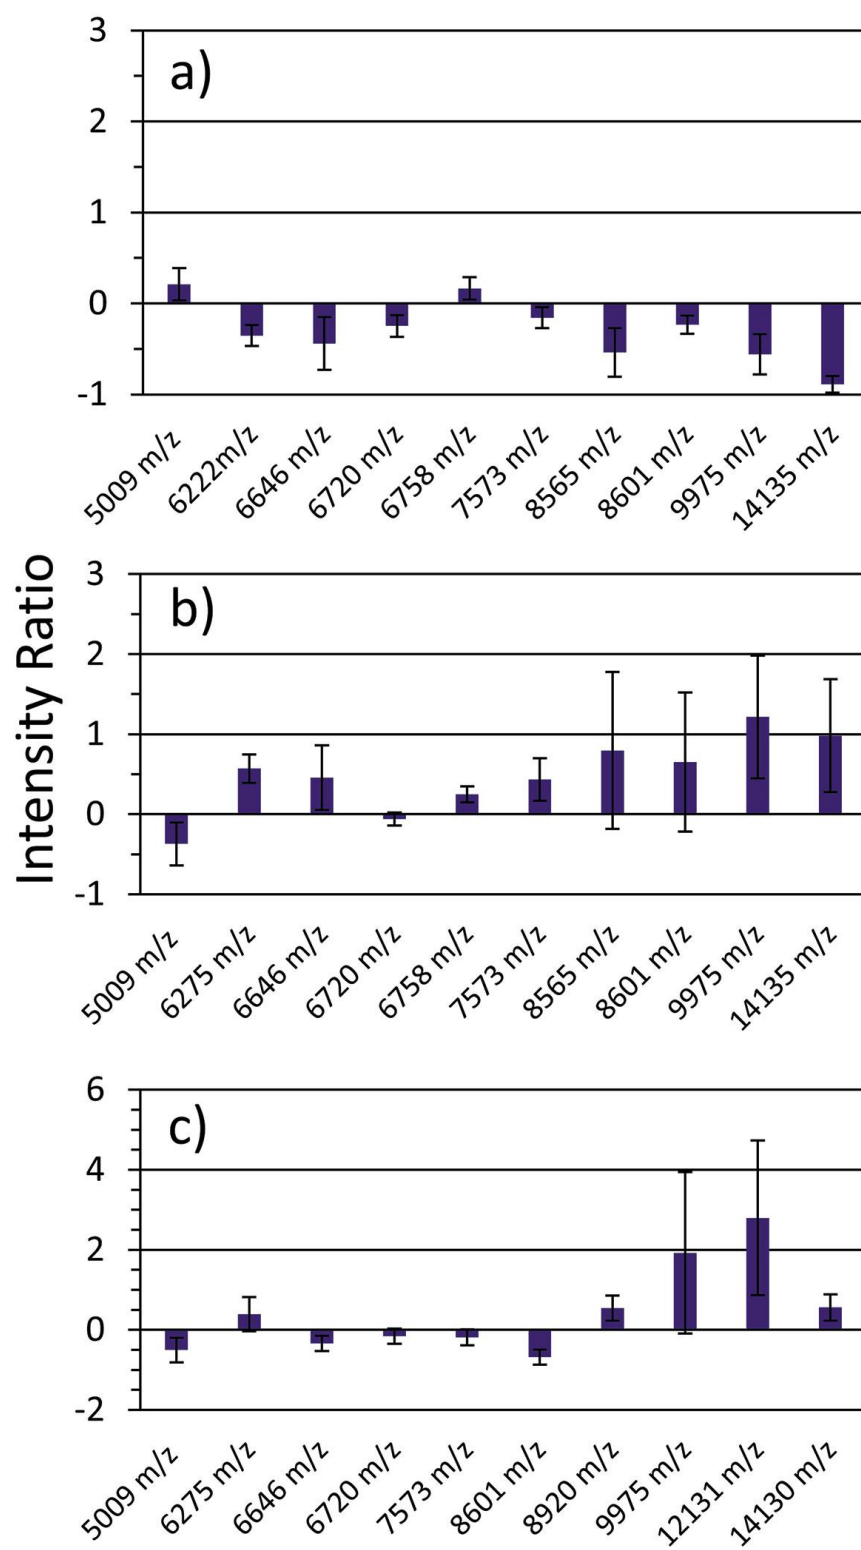 3
a)
2
1
0
-1
5009 m/z
6222m/z
6646 m/z
6720 m/z
6758 m/z
7573 m/z
8565 m/z
8601 m/z
9975 m/z
14135 m/z
Intensity Ratio
3
b)
2
1
0
-1
5009 m/z
6275 m/z
6646 m/z
6720 m/z
6758 m/z
7573 m/z
8565 m/z
8601 m/z
9975 m/z
14135 m/z
6
c)
4
2
0
-2
5009 m/z
6275 m/z
6646 m/z
6720 m/z
7573 m/z
8601 m/z
8920 m/z
9975 m/z
12131 m/z
14130 m/z